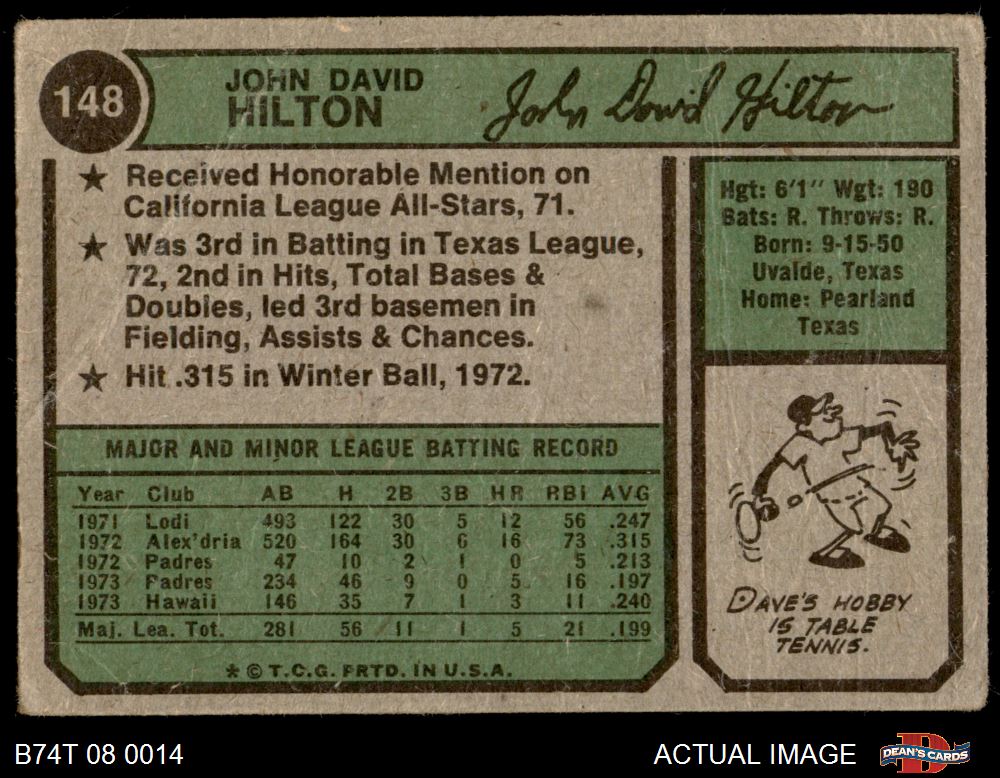 148
JOHN DAVID
HILTON
John David Hilton
★ Received Honorable Mention on
California League All-Stars, 71.
★ Was 3rd in Batting in Texas League,
72, 2nd in Hits, Total Bases &
Doubles, led 3rd basemen in
Fielding, Assists & Chances.
★ Hit .315 in Winter Ball, 1972.
Hgt: 6'1" Wgt: 190
Bats: R. Throws: R.
Born: 9-15-50
Uvalde, Texas
Home: Pearland
Texas
MAJOR AND MINOR LEAGUE BATTING RECORD
Year Club AB H 2B 3B HR RBI AVG
1971 Lodi 493 122 30 5 12 56 .247
1972 Alex'dria 520 164 30 6 16 73 .315
1972 Padres 47 10 2 1 0 5 .213
1973 Padres 234 46 9 0 5 16 .197
1973 Hawaii 146 35 7 1 3 11 .240
Maj. Lea. Tot. 281 56 11 1 5 21 .199
* © T.C.G. PRTD. IN U.S.A.
DAVE'S HOBBY
IS TABLE
TENNIS.
B74T 08 0014
ACTUAL IMAGE
DEAN'S CARDS